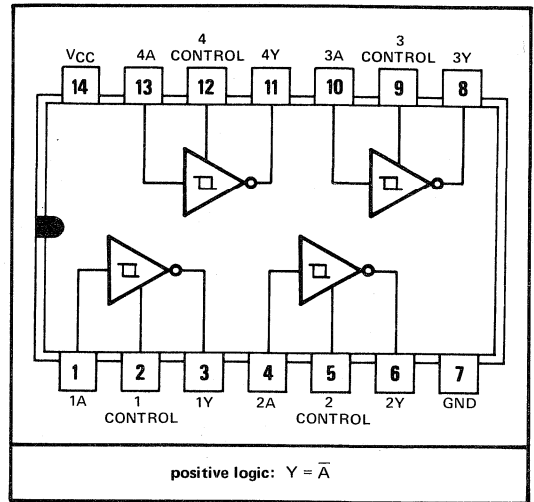 4 3
VCC 4A CONTROL 4Y 3A CONTROL 3Y
14 13 12 11 10 9 8
1 2 3 4 5 6 7
1A 1 1Y 2A 2 2Y GND
CONTROL CONTROL
positive logic: Y = A̅